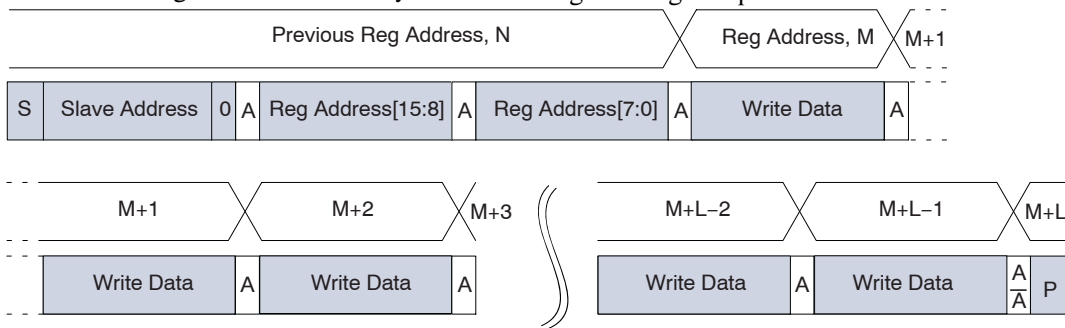 Previous Reg Address, N Reg Address, M M+1
S Slave Address 0 A Reg Address[15:8] A Reg Address[7:0] A Write Data A
M+1 M+2 M+3 M+L−2 M+L−1 M+L
Write Data A Write Data A Write Data A Write Data A/A̅ P